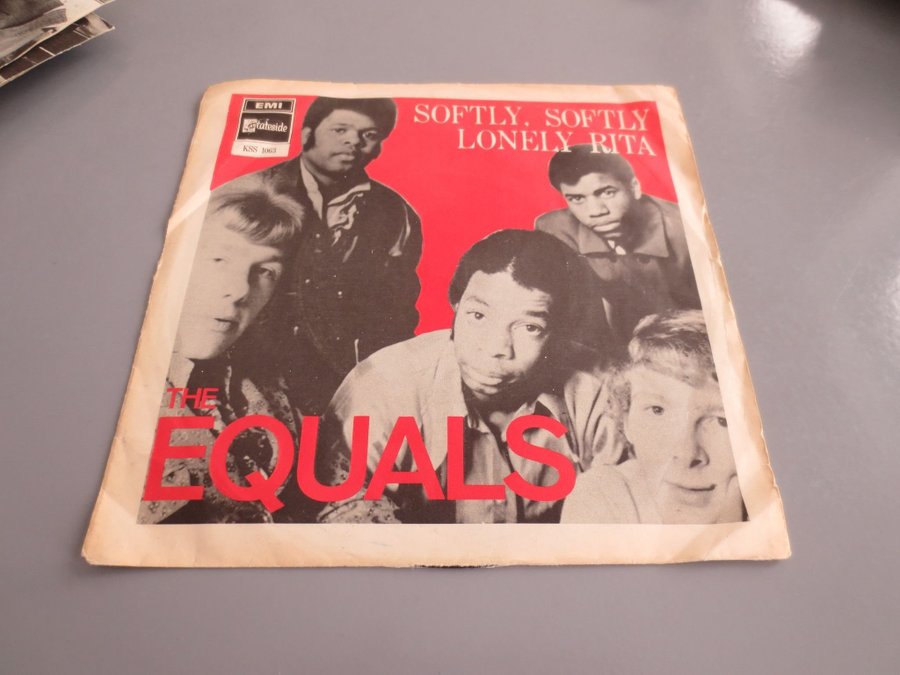 EMI
Stateside
KSS 1063
SOFTLY, SOFTLY
LONELY RITA
THE
EQUALS